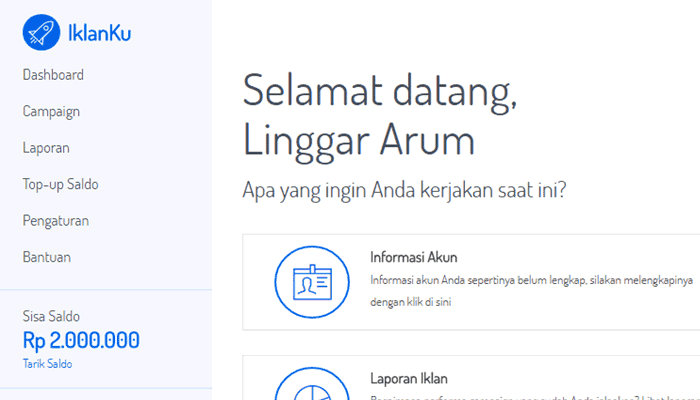 IklanKu
Dashboard
Campaign
Laporan
Top-up Saldo
Pengaturan
Bantuan
Sisa Saldo
Rp 2.000.000
Tarik Saldo
Selamat datang,
Linggar Arum
Apa yang ingin Anda kerjakan saat ini?
Informasi Akun
Informasi akun Anda sepertinya belum lengkap, silakan melengkapinya
dengan klik di sini
Laporan Iklan